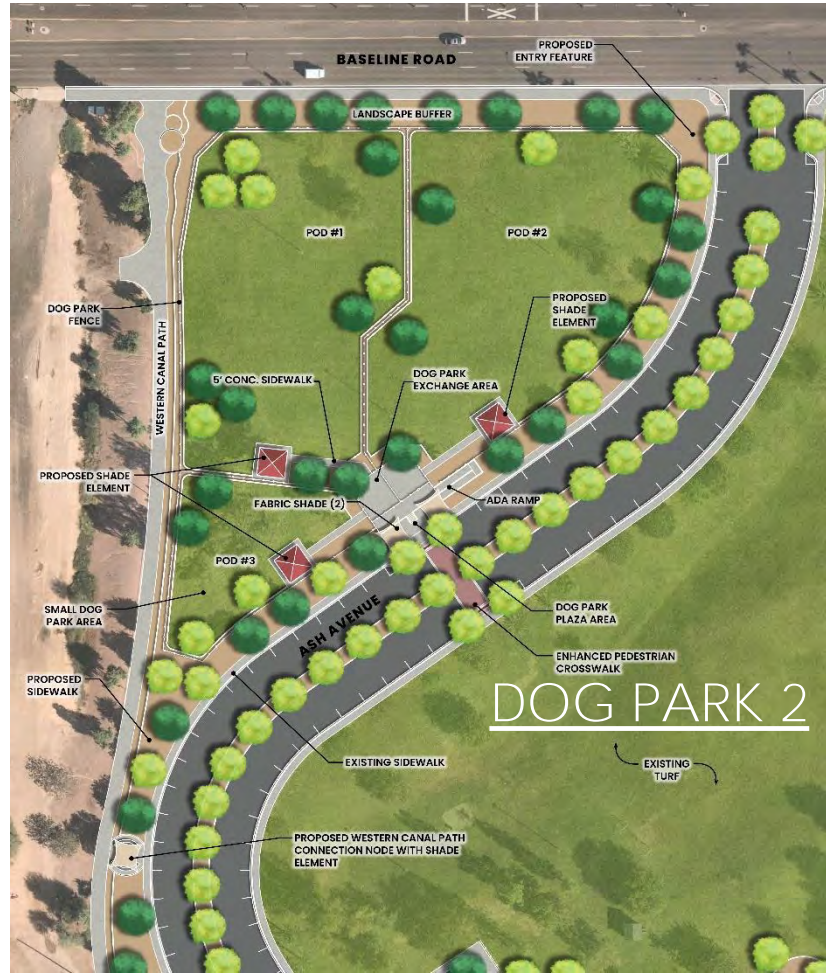 BASELINE ROAD
PROPOSED
ENTRY FEATURE
LANDSCAPE BUFFER
POD #1
POD #2
DOG PARK
FENCE
WESTERN CANAL PATH
PROPOSED
SHADE
ELEMENT
5' CONC. SIDEWALK
DOG PARK
EXCHANGE AREA
PROPOSED SHADE
ELEMENT
FABRIC SHADE (2)
ADA RAMP
POD #3
SMALL DOG
PARK AREA
ASH AVENUE
DOG PARK
PLAZA AREA
ENHANCED PEDESTRIAN
CROSSWALK
PROPOSED
SIDEWALK
DOG PARK 2
EXISTING SIDEWALK
EXISTING
TURF
PROPOSED WESTERN CANAL PATH
CONNECTION NODE WITH SHADE
ELEMENT